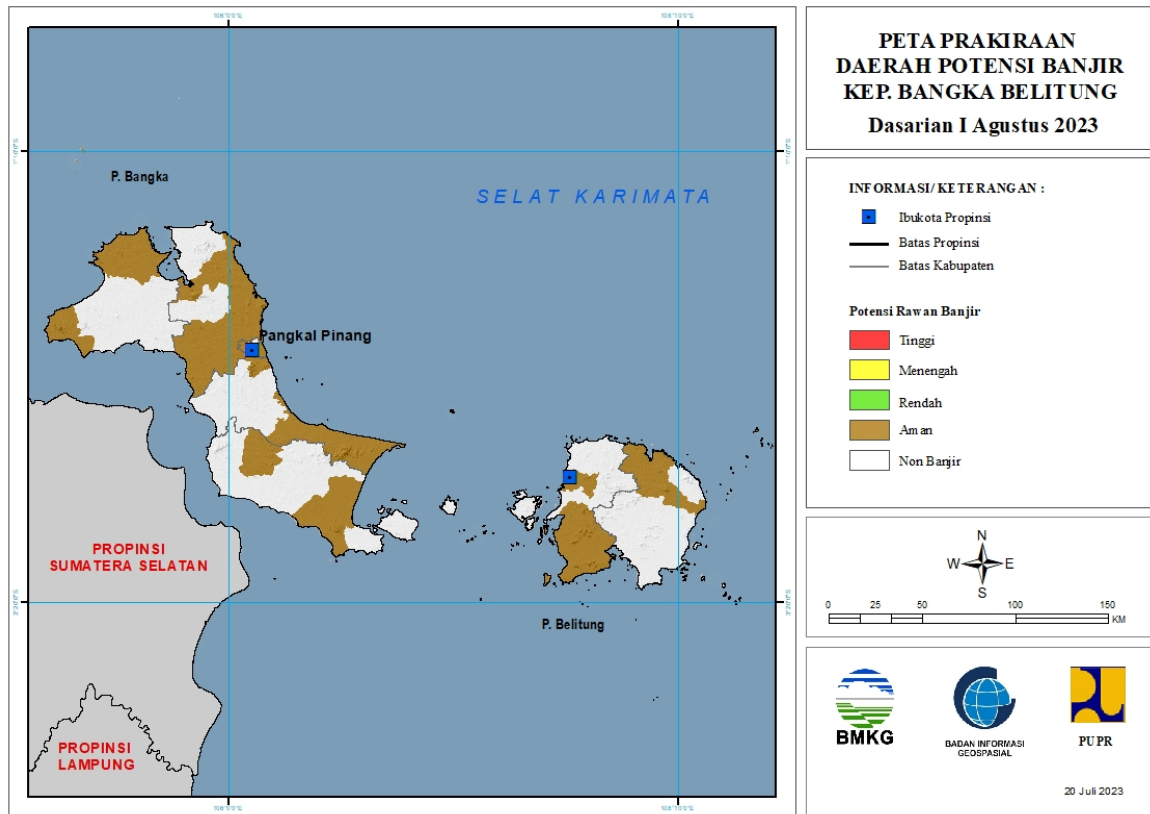 PETA PRAKIRAAN
DAERAH POTENSI BANJIR
KEP. BANGKA BELITUNG
Dasarian I Agustus 2023
INFORMASI/ KETERANGAN :
Ibukota Propinsi
Batas Propinsi
Batas Kabupaten
Potensi Rawan Banjir
Tinggi
Menengah
Rendah
Aman
Non Banjir
N
W E
S
0 25 50 100 150
KM
BMKG
BADAN INFORMASI
GEOSPASIAL
PUPR
20 Juli 2023
P. Bangka
SELAT KARIMATA
Pangkal Pinang
P. Belitung
PROPINSI
SUMATERA SELATAN
PROPINSI
LAMPUNG